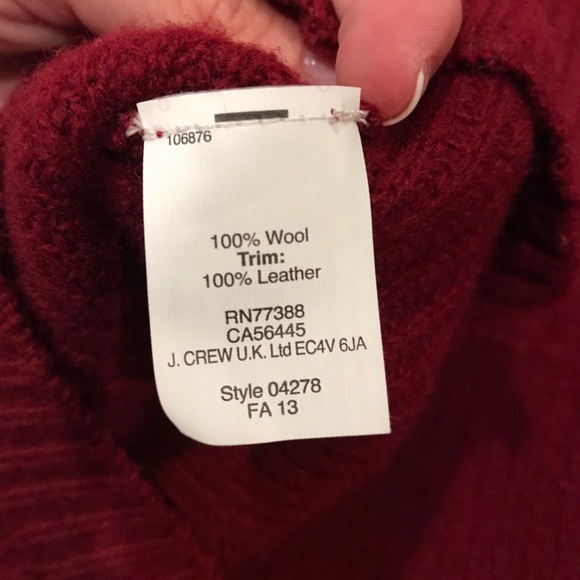 106876
100% Wool
Trim:
100% Leather
RN77388
CA56445
J. CREW U.K. Ltd EC4V 6JA
Style 04278
FA 13